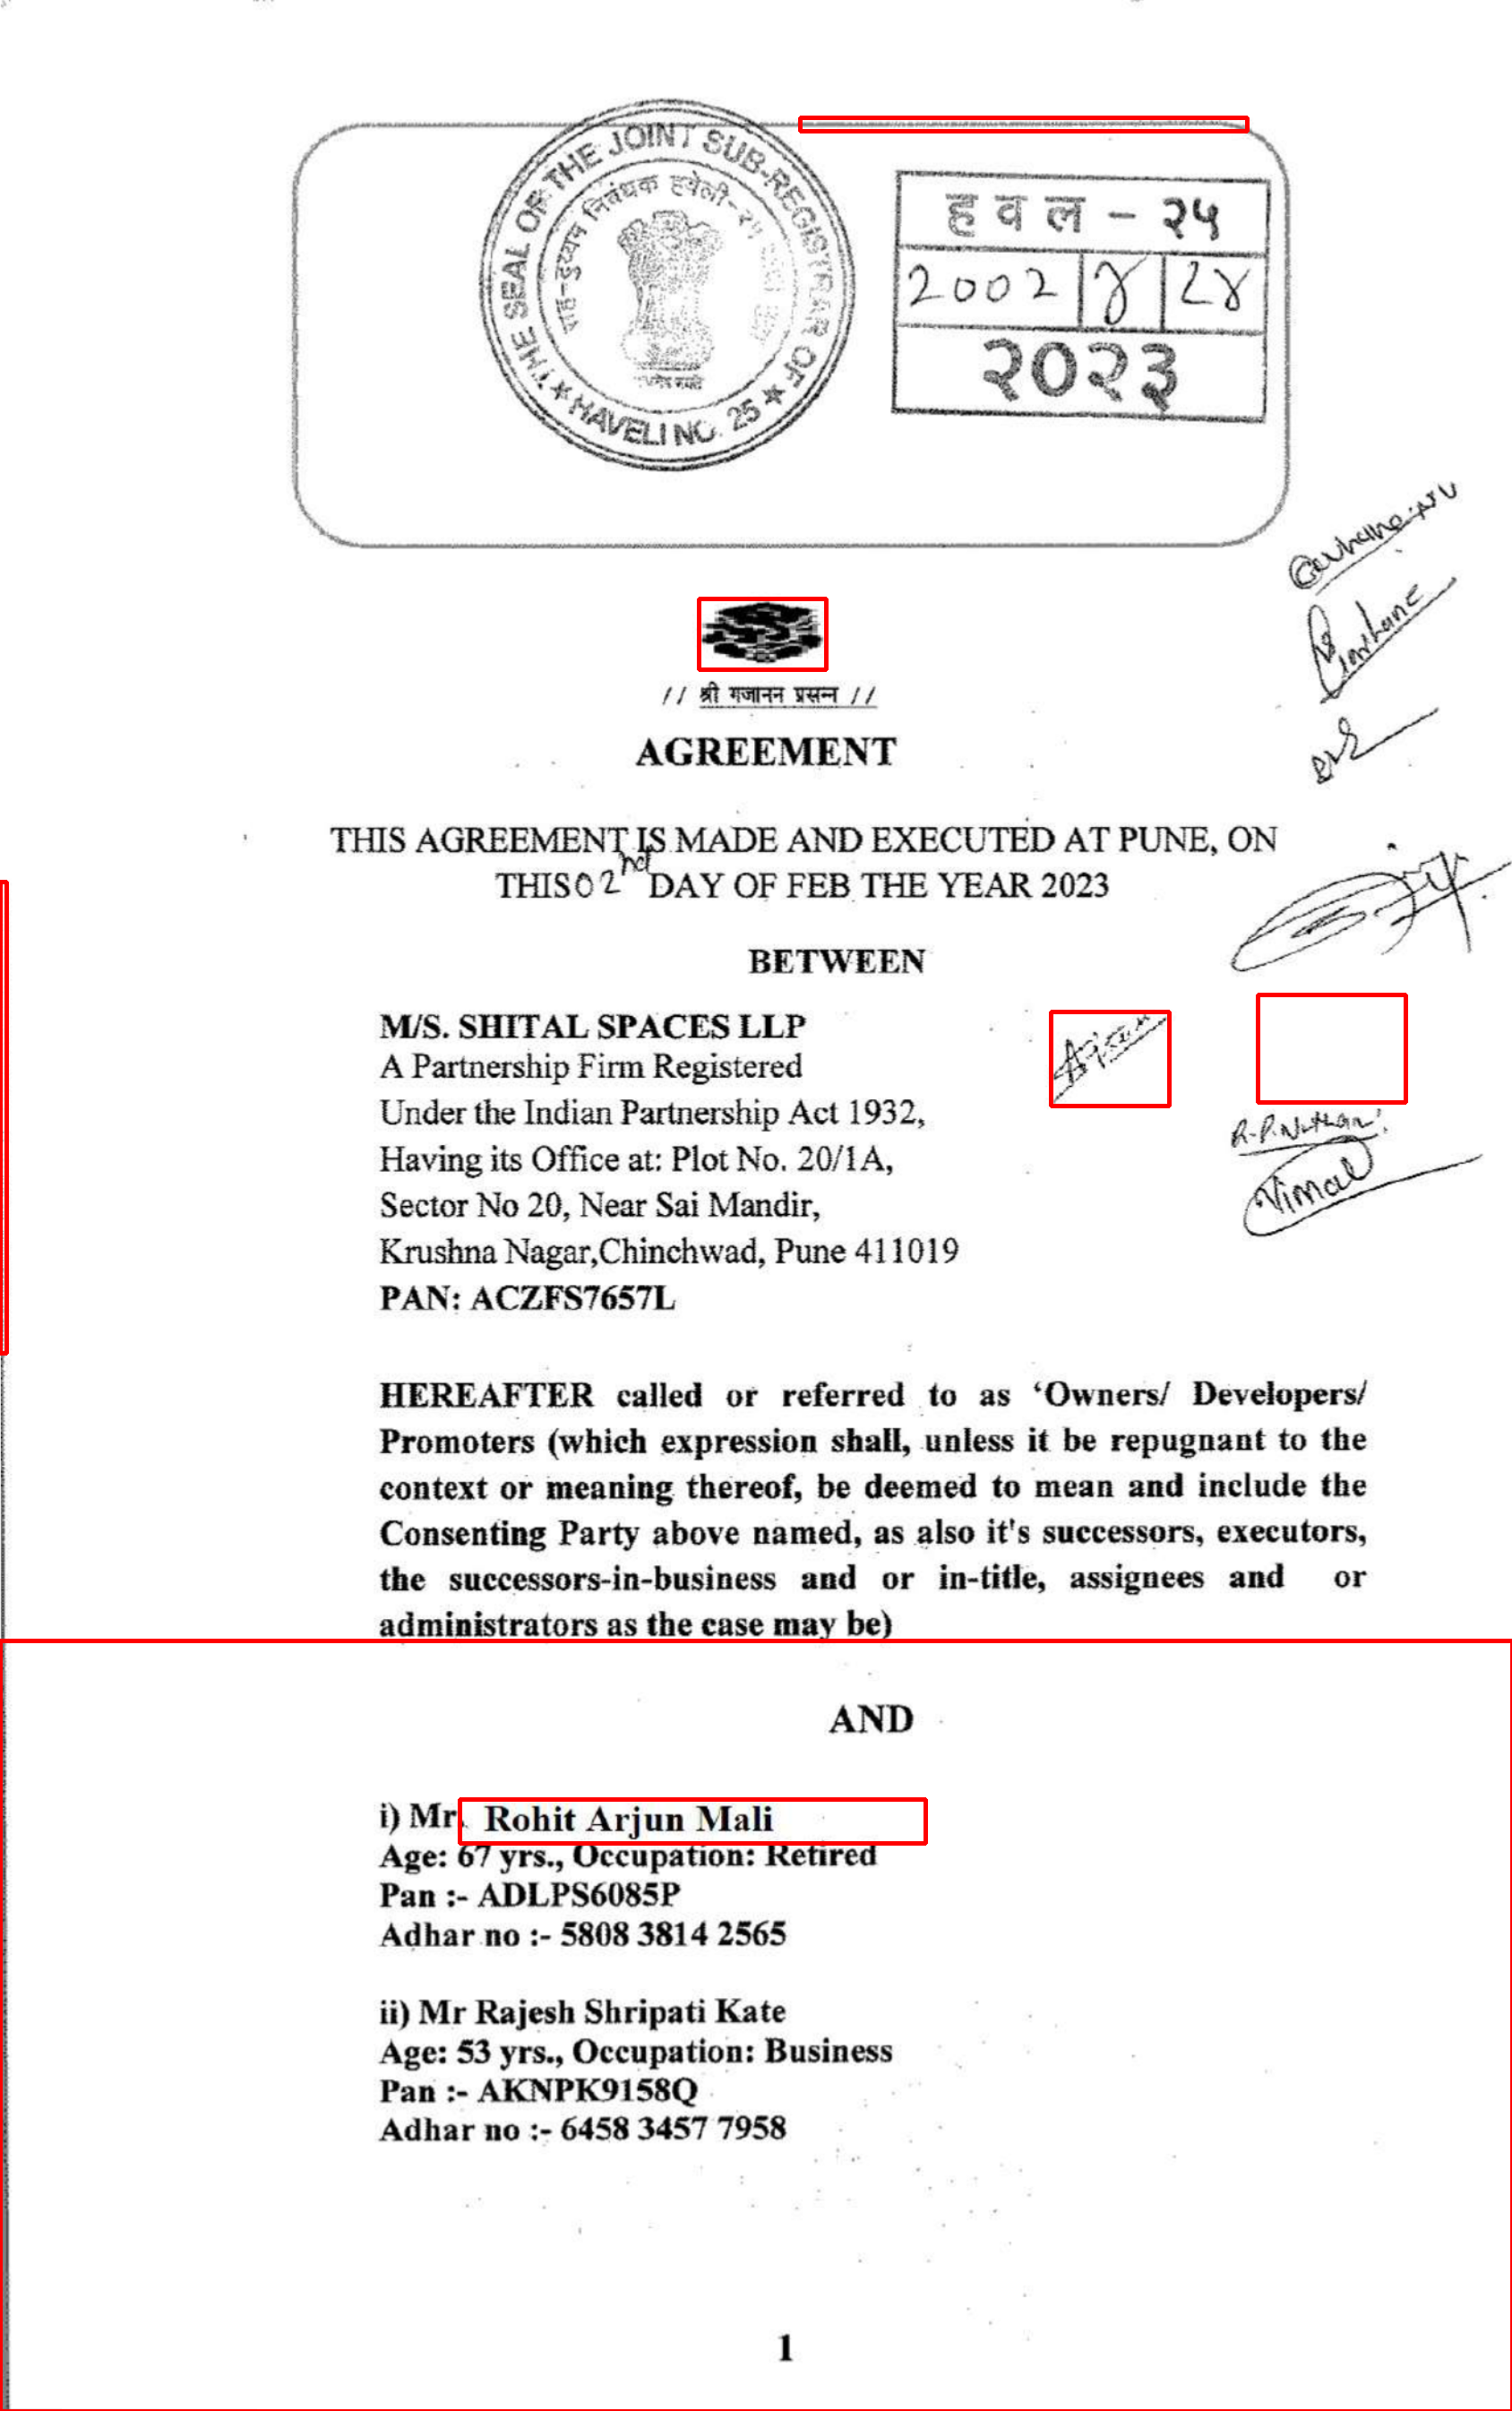 THE SEAL OF THE JOINT SUB-REGISTRAR OF
★ HAVELI NO. 25 ★
सह-दुय्यम निबंधक हवेली-२५
हवल - २५
2002 | ४ | ८४
२०२३
// श्री गजानन प्रसन्न //
AGREEMENT
THIS AGREEMENT IS MADE AND EXECUTED AT PUNE, ON
THIS 02nd DAY OF FEB THE YEAR 2023
BETWEEN
M/S. SHITAL SPACES LLP
A Partnership Firm Registered
Under the Indian Partnership Act 1932,
Having its Office at: Plot No. 20/1A,
R.P.Nathan
Sector No 20, Near Sai Mandir,
Vimal
Krushna Nagar,Chinchwad, Pune 411019
PAN: ACZFS7657L
HEREAFTER called or referred to as ‘Owners/ Developers/
Promoters (which expression shall, unless it be repugnant to the
context or meaning thereof, be deemed to mean and include the
Consenting Party above named, as also it's successors, executors,
the successors-in-business and or in-title, assignees and or
administrators as the case may be)
AND
i) Mr. Rohit Arjun Mali
Age: 67 yrs., Occupation: Retired
Pan :- ADLPS6085P
Adhar no :- 5808 3814 2565
ii) Mr Rajesh Shripati Kate
Age: 53 yrs., Occupation: Business
Pan :- AKNPK9158Q
Adhar no :- 6458 3457 7958
1